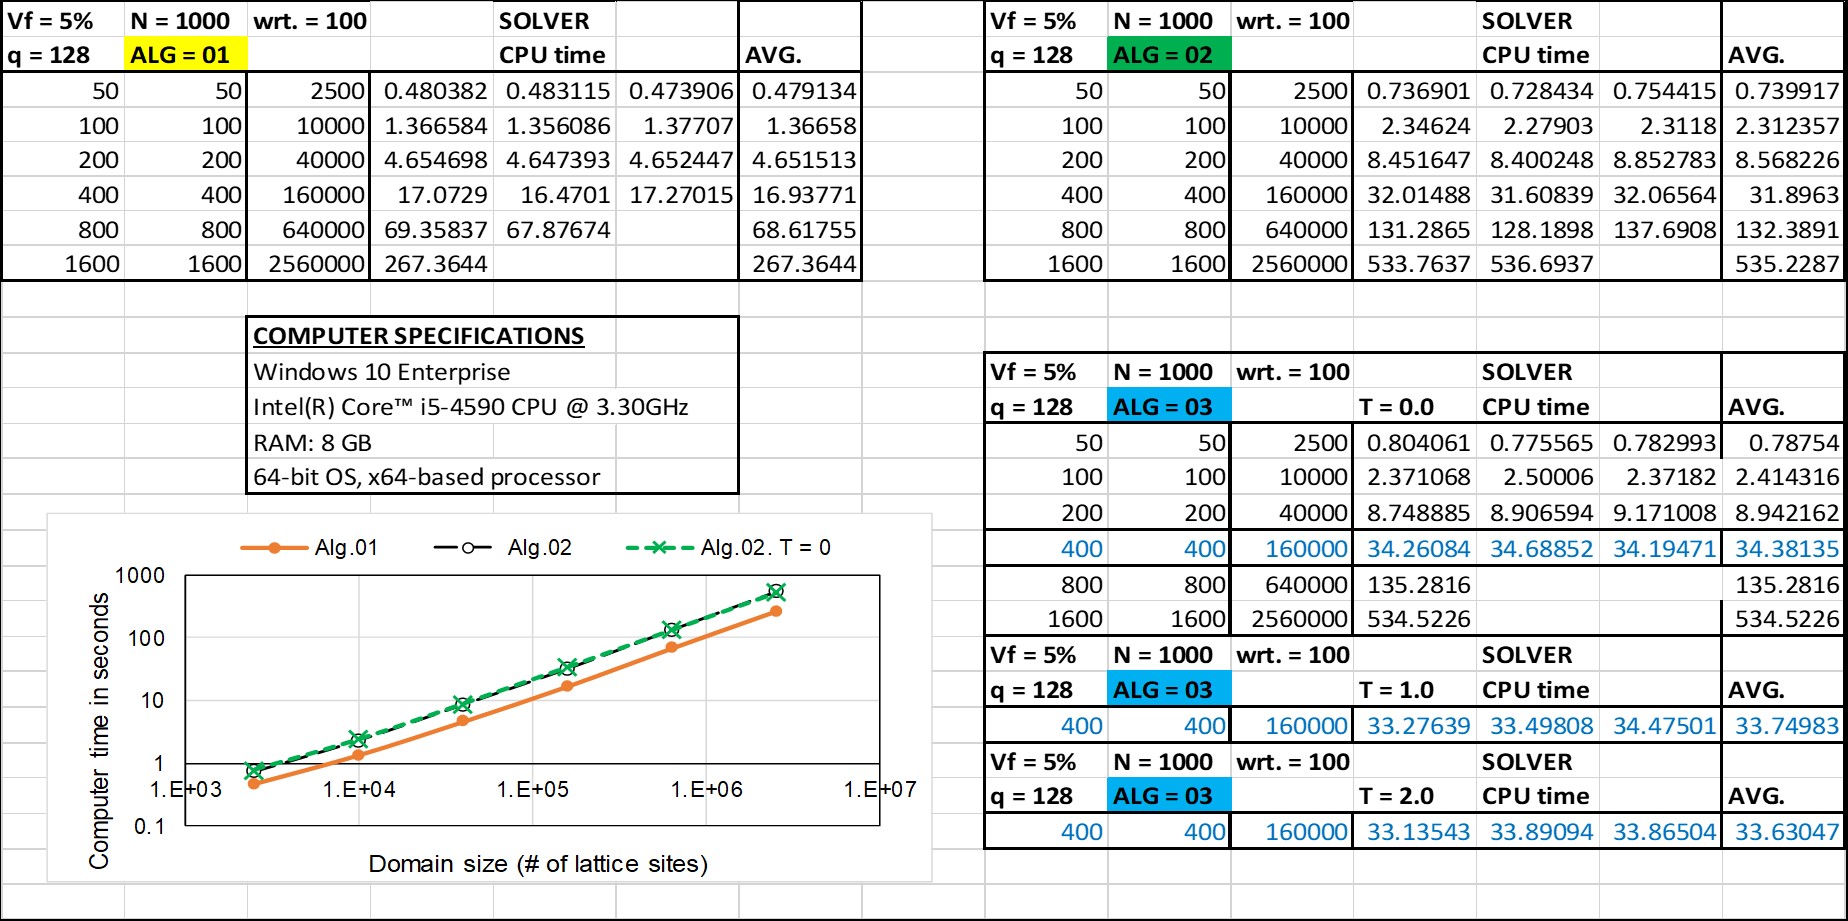 Vf = 5% N = 1000 wrt. = 100 SOLVER
q = 128 ALG = 01 CPU time AVG.
50 50 2500 0.480382 0.483115 0.473906 0.479134
100 100 10000 1.366584 1.356086 1.37707 1.36658
200 200 40000 4.654698 4.647393 4.652447 4.651513
400 400 160000 17.0729 16.4701 17.27015 16.93771
800 800 640000 69.35837 67.87674 68.61755
1600 1600 2560000 267.3644 267.3644
Vf = 5% N = 1000 wrt. = 100 SOLVER
q = 128 ALG = 02 CPU time AVG.
50 50 2500 0.736901 0.728434 0.754415 0.739917
100 100 10000 2.34624 2.27903 2.3118 2.312357
200 200 40000 8.451647 8.400248 8.852783 8.568226
400 400 160000 32.01488 31.60839 32.06564 31.8963
800 800 640000 131.2865 128.1898 137.6908 132.3891
1600 1600 2560000 533.7637 536.6937 535.2287
COMPUTER SPECIFICATIONS
Windows 10 Enterprise
Intel(R) Core™ i5-4590 CPU @ 3.30GHz
RAM: 8 GB
64-bit OS, x64-based processor
Alg.01 Alg.02 Alg.02. T = 0
Computer time in seconds
1000
100
10
1
0.1
1.E+03 1.E+04 1.E+05 1.E+06 1.E+07
Domain size (# of lattice sites)
Vf = 5% N = 1000 wrt. = 100 SOLVER
q = 128 ALG = 03 T = 0.0 CPU time AVG.
50 50 2500 0.804061 0.775565 0.782993 0.78754
100 100 10000 2.371068 2.50006 2.37182 2.414316
200 200 40000 8.748885 8.906594 9.171008 8.942162
400 400 160000 34.26084 34.68852 34.19471 34.38135
800 800 640000 135.2816 135.2816
1600 1600 2560000 534.5226 534.5226
Vf = 5% N = 1000 wrt. = 100 SOLVER
q = 128 ALG = 03 T = 1.0 CPU time AVG.
400 400 160000 33.27639 33.49808 34.47501 33.74983
Vf = 5% N = 1000 wrt. = 100 SOLVER
q = 128 ALG = 03 T = 2.0 CPU time AVG.
400 400 160000 33.13543 33.89094 33.86504 33.63047